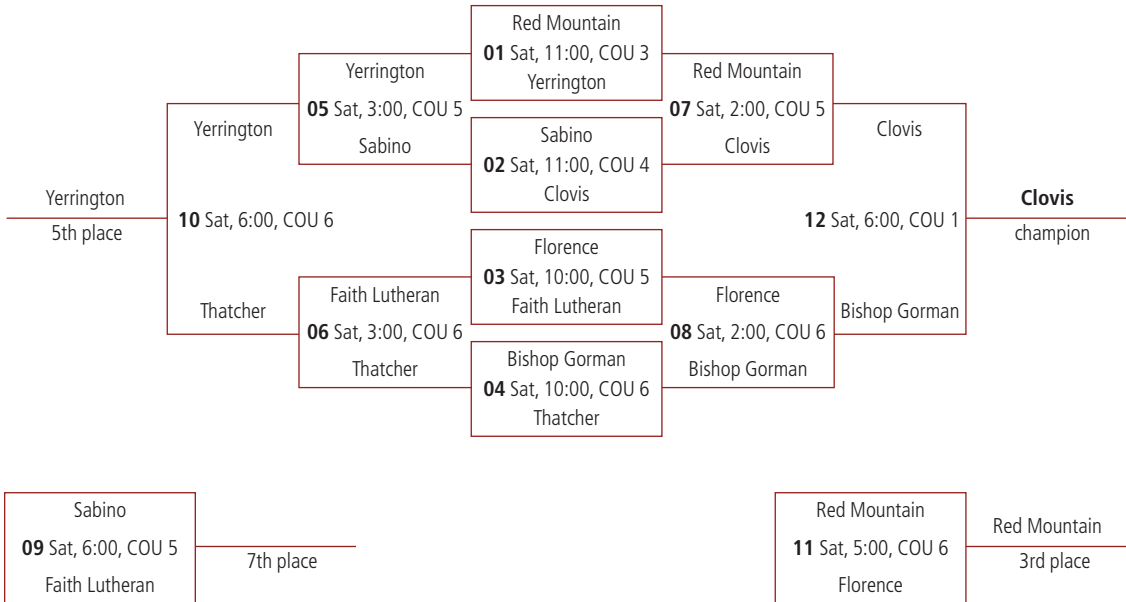 Red Mountain
01 Sat, 11:00, COU 3
Yerrington
Yerrington
05 Sat, 3:00, COU 5
Sabino
Red Mountain
07 Sat, 2:00, COU 5
Clovis
Sabino
02 Sat, 11:00, COU 4
Clovis
Yerrington
10 Sat, 6:00, COU 6
Thatcher
Yerrington
5th place
Clovis
12 Sat, 6:00, COU 1
Bishop Gorman
Clovis
champion
Florence
03 Sat, 10:00, COU 5
Faith Lutheran
Faith Lutheran
06 Sat, 3:00, COU 6
Thatcher
Florence
08 Sat, 2:00, COU 6
Bishop Gorman
Bishop Gorman
04 Sat, 10:00, COU 6
Thatcher
Sabino
09 Sat, 6:00, COU 5
Faith Lutheran
7th place
Red Mountain
11 Sat, 5:00, COU 6
Florence
Red Mountain
3rd place